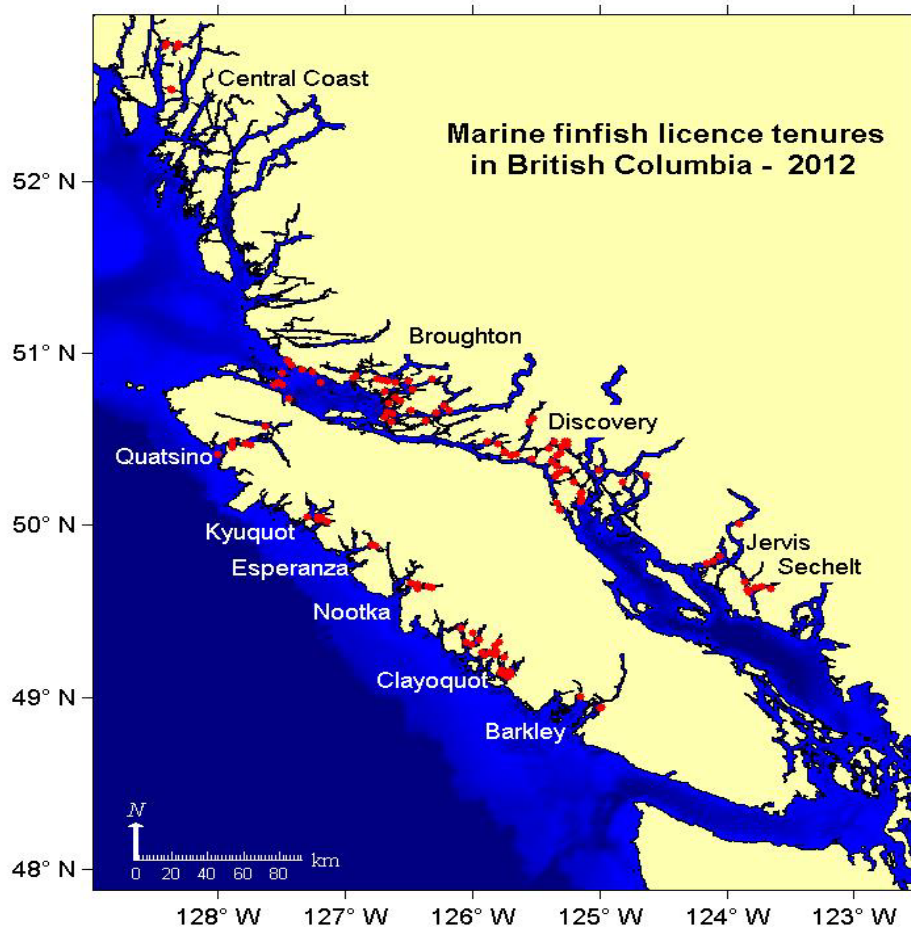 Central Coast
Marine finfish licence tenures
in British Columbia - 2012
52° N
Broughton
51° N
Discovery
Quatsino
50° N
Kyuquot
Jervis
Esperanza
Sechelt
Nootka
Clayoquot
49° N
Barkley
N
km
0 20 40 60 80
48° N
128° W 127° W 126° W 125° W 124° W 123° W